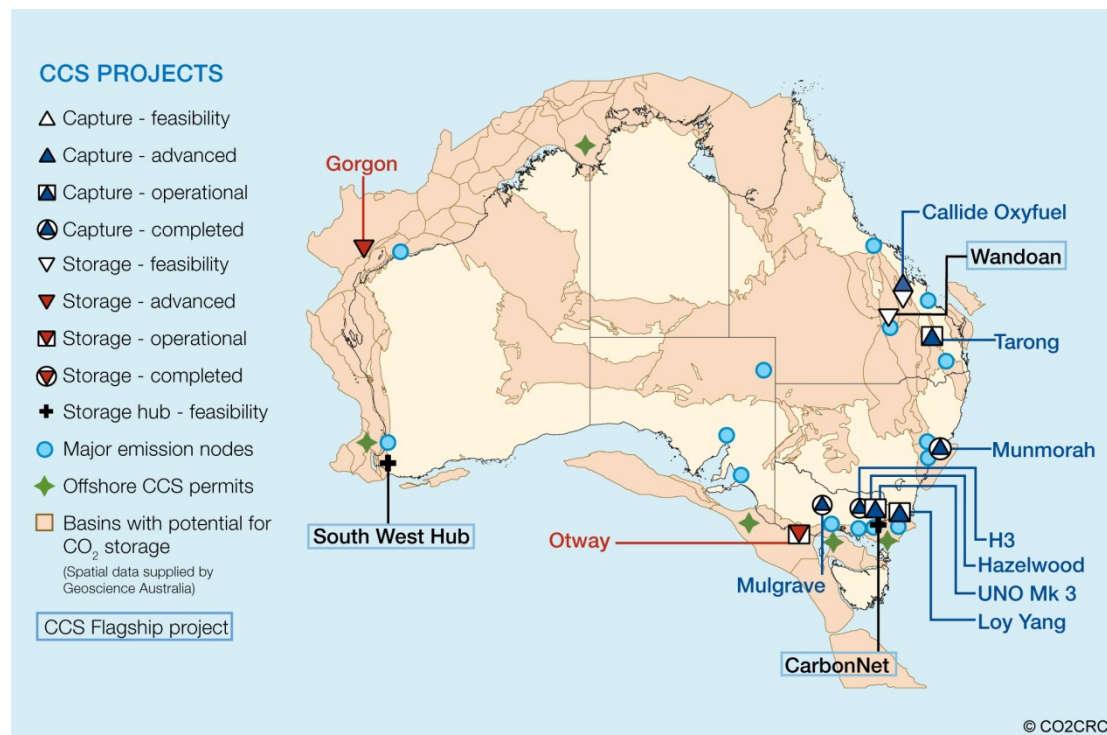 CCS PROJECTS
Capture - feasibility
Capture - advanced
Capture - operational
Capture - completed
Storage - feasibility
Storage - advanced
Storage - operational
Storage - completed
Storage hub - feasibility
Major emission nodes
Offshore CCS permits
Basins with potential for
CO₂ storage
(Spatial data supplied by
Geoscience Australia)
CCS Flagship project
Gorgon
Callide Oxyfuel
Wandoan
Tarong
Munmorah
South West Hub
Otway
Mulgrave
H3
Hazelwood
UNO Mk 3
Loy Yang
CarbonNet
© CO2CRC